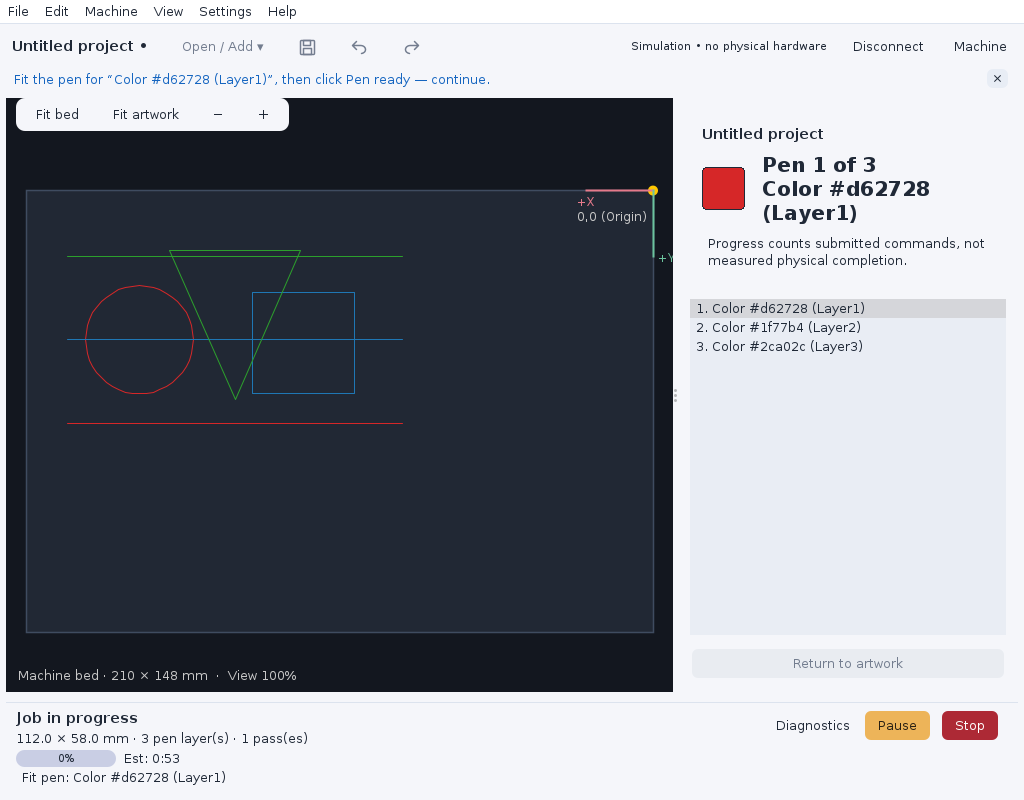 File Edit Machine View Settings Help
Untitled project • Open / Add ▾ Simulation • no physical hardware Disconnect Machine
Fit the pen for “Color #d62728 (Layer1)”, then click Pen ready — continue. ✕
Fit bed Fit artwork − +
+X
0,0 (Origin)
+Y
Machine bed · 210 × 148 mm · View 100%
Untitled project
Pen 1 of 3
Color #d62728
(Layer1)
Progress counts submitted commands, not
measured physical completion.
1. Color #d62728 (Layer1)
2. Color #1f77b4 (Layer2)
3. Color #2ca02c (Layer3)
Return to artwork
Job in progress
112.0 × 58.0 mm · 3 pen layer(s) · 1 pass(es)
0% Est: 0:53
Fit pen: Color #d62728 (Layer1)
Diagnostics Pause Stop